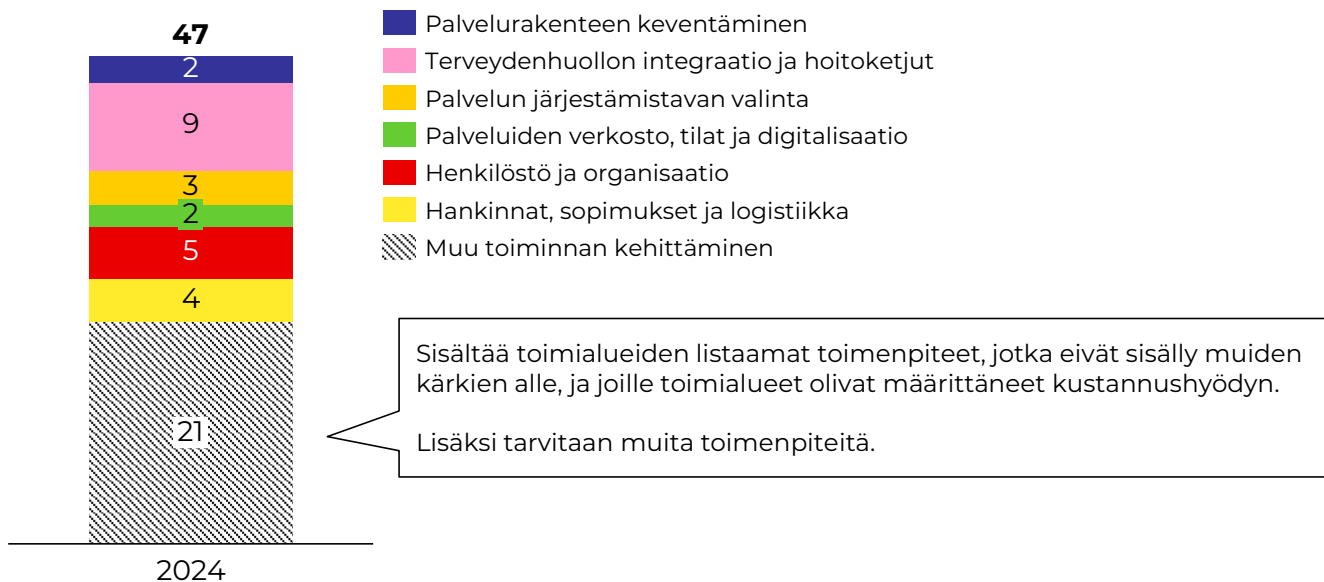 47
2
9
3
2
5
4
21
2024
Palvelurakenteen keventäminen
Terveydenhuollon integraatio ja hoitoketjut
Palvelun järjestämistavan valinta
Palveluiden verkosto, tilat ja digitalisaatio
Henkilöstö ja organisaatio
Hankinnat, sopimukset ja logistiikka
Muu toiminnan kehittäminen
Sisältää toimialueiden listaamat toimenpiteet, jotka eivät sisälly muiden
kärkien alle, ja joille toimialueet olivat määrittäneet kustannushyödyn.
Lisäksi tarvitaan muita toimenpiteitä.